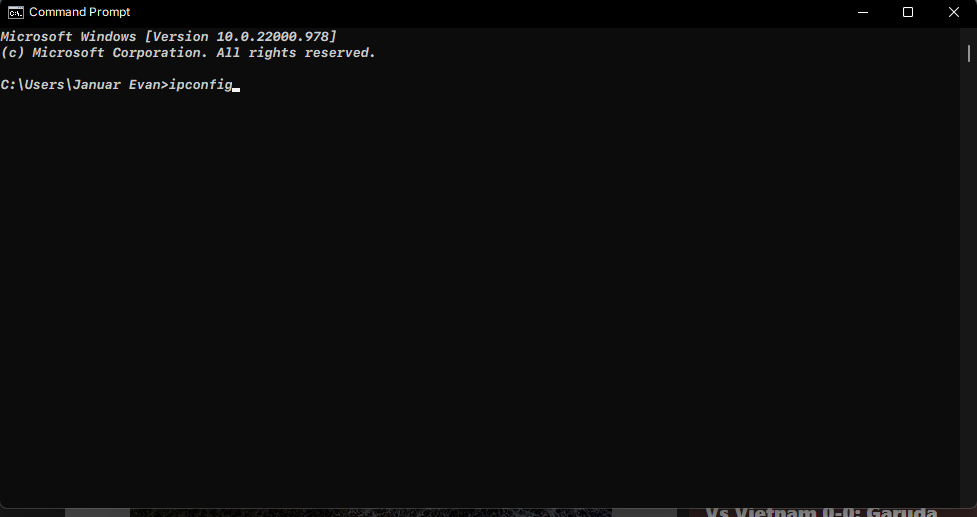 Command Prompt
Microsoft Windows [Version 10.0.22000.978]
(c) Microsoft Corporation. All rights reserved.
C:\Users\Januar Evan>ipconfig
Vs Vietnam 0-0: Garuda